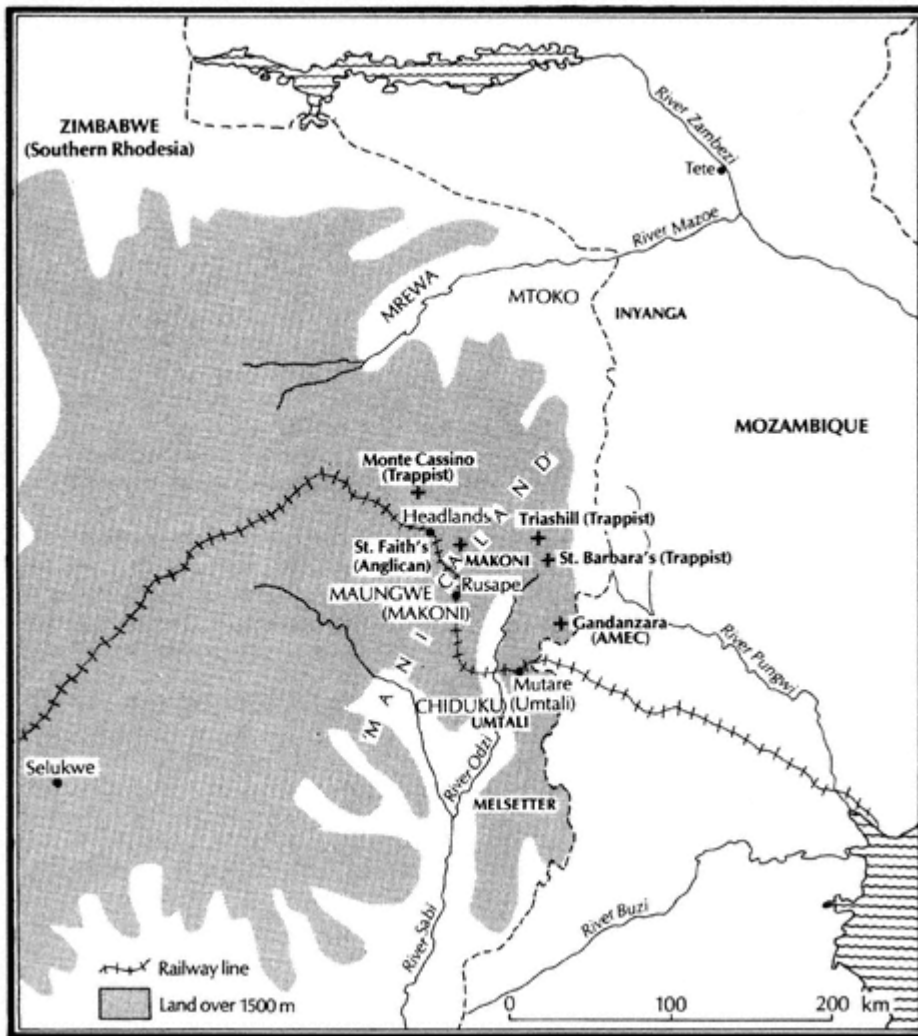 ZIMBABWE
(Southern Rhodesia)
River Zambezi
Tete
River Mazoe
MREWA
MTOKO
INYANGA
MOZAMBIQUE
Monte Cassino
(Trappist)
'MANICALAND'
Headlands
Triashill (Trappist)
St. Faith's
(Anglican)
MAKONI
St. Barbara's (Trappist)
Rusape
MAUNGWE
(MAKONI)
Gandanzara
(AMEC)
River Pungwi
Mutare
(Umtali)
CHIDUKU
UMTALI
Selukwe
River Odzi
MELSETTER
River Sabi
River Buzi
Railway line
Land over 1500 m
0 100 200 km